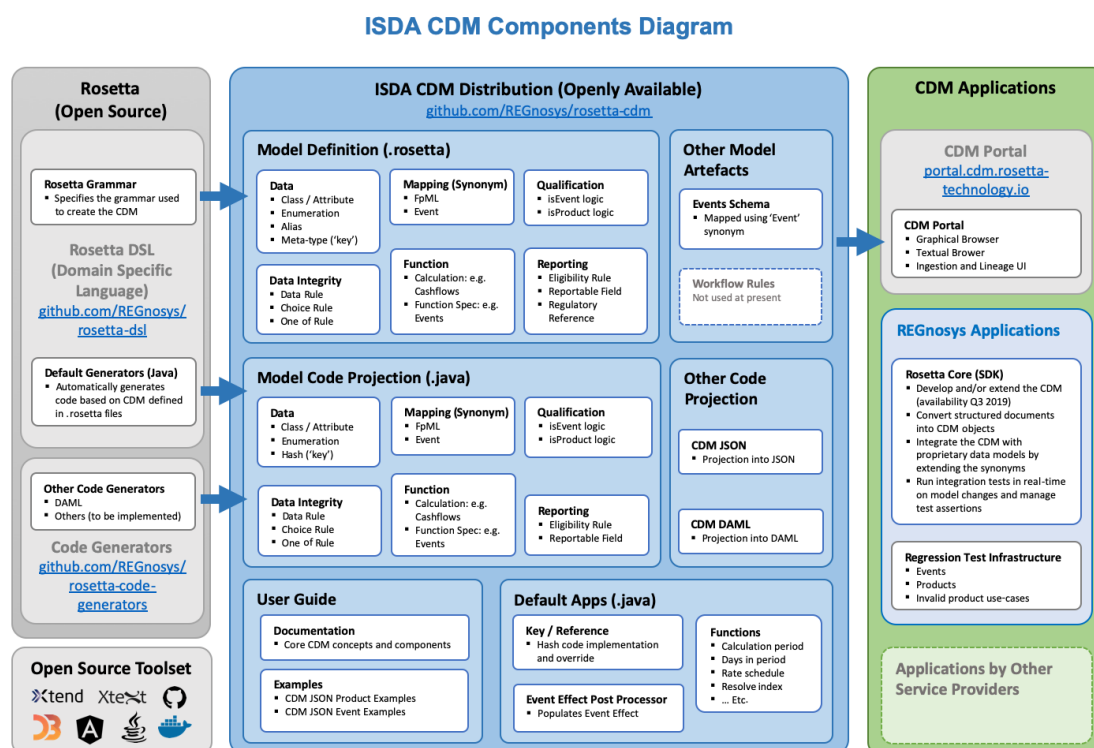 ISDA CDM Components Diagram
Rosetta
(Open Source)
Rosetta Grammar
▪ Specifies the grammar used
to create the CDM
Rosetta DSL
(Domain Specific
Language)
github.com/REGnosys/
rosetta-dsl
Default Generators (Java)
▪ Automatically generates
code based on CDM defined
in .rosetta files
Other Code Generators
▪ DAML
▪ Others (to be implemented)
Code Generators
github.com/REGnosys/
rosetta-code-
generators
Open Source Toolset
Xtend
Xtext
ISDA CDM Distribution (Openly Available)
github.com/REGnosys/rosetta-cdm
Model Definition (.rosetta)
Data
▪ Class / Attribute
▪ Enumeration
▪ Alias
▪ Meta-type (‘key’)
Mapping (Synonym)
▪ FpML
▪ Event
Qualification
▪ isEvent logic
▪ isProduct logic
Data Integrity
▪ Data Rule
▪ Choice Rule
▪ One of Rule
Function
▪ Calculation: e.g.
Cashflows
▪ Function Spec: e.g.
Events
Reporting
▪ Eligibility Rule
▪ Reportable Field
▪ Regulatory
Reference
Other Model
Artefacts
Events Schema
▪ Mapped using ‘Event’
synonym
Workflow Rules
Not used at present
Model Code Projection (.java)
Data
▪ Class / Attribute
▪ Enumeration
▪ Hash (‘key’)
Mapping (Synonym)
▪ FpML
▪ Event
Qualification
▪ isEvent logic
▪ isProduct logic
Data Integrity
▪ Data Rule
▪ Choice Rule
▪ One of Rule
Function
▪ Calculation: e.g.
Cashflows
▪ Function Spec: e.g.
Events
Reporting
▪ Eligibility Rule
▪ Reportable Field
Other Code
Projection
CDM JSON
▪ Projection into JSON
CDM DAML
▪ Projection into DAML
User Guide
Documentation
▪ Core CDM concepts and components
Examples
▪ CDM JSON Product Examples
▪ CDM JSON Event Examples
Default Apps (.java)
Key / Reference
▪ Hash code implementation
and override
Event Effect Post Processor
▪ Populates Event Effect
Functions
▪ Calculation period
▪ Days in period
▪ Rate schedule
▪ Resolve index
▪ ... Etc.
CDM Applications
CDM Portal
portal.cdm.rosetta-
technology.io
CDM Portal
▪ Graphical Browser
▪ Textual Brower
▪ Ingestion and Lineage UI
REGnosys Applications
Rosetta Core (SDK)
▪ Develop and/or extend the CDM
(availability Q3 2019)
▪ Convert structured documents
into CDM objects
▪ Integrate the CDM with
proprietary data models by
extending the synonyms
▪ Run integration tests in real-time
on model changes and manage
test assertions
Regression Test Infrastructure
▪ Events
▪ Products
▪ Invalid product use-cases
Applications by Other
Service Providers